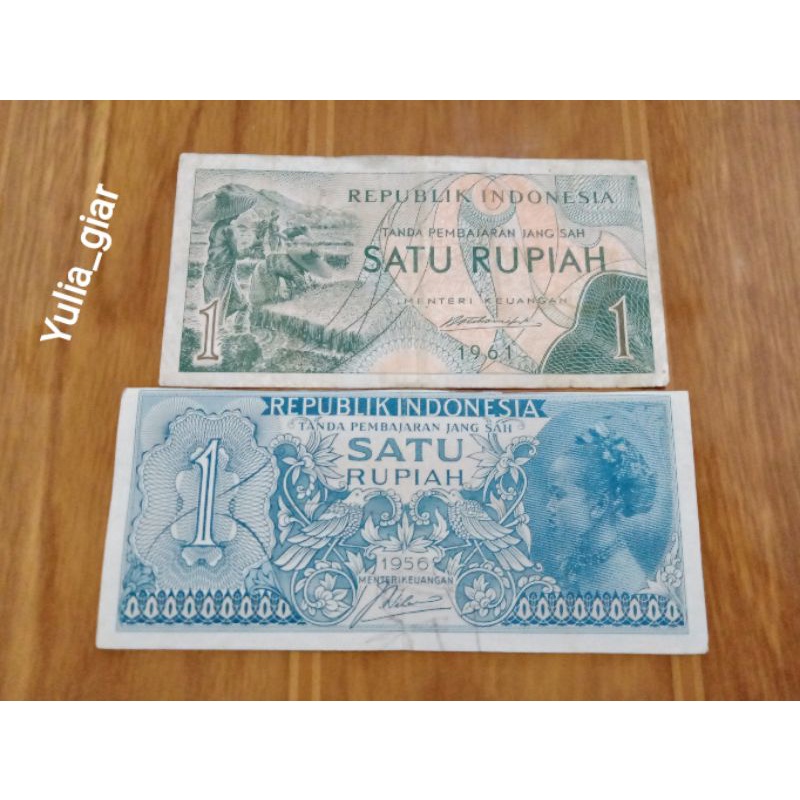 Yulia_giar
REPUBLIK INDONESIA
TANDA PEMBAJARAN JANG SAH
SATU RUPIAH
MENTERI KEUANGAN
1 1961 1
REPUBLIK INDONESIA
TANDA PEMBAJARAN JANG SAH
SATU
RUPIAH
1
1956
MENTERI KEUANGAN